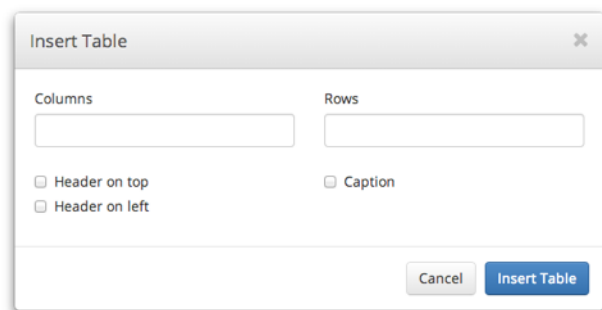 Insert Table
Columns
Rows
Header on top
Caption
Header on left
Cancel
Insert Table